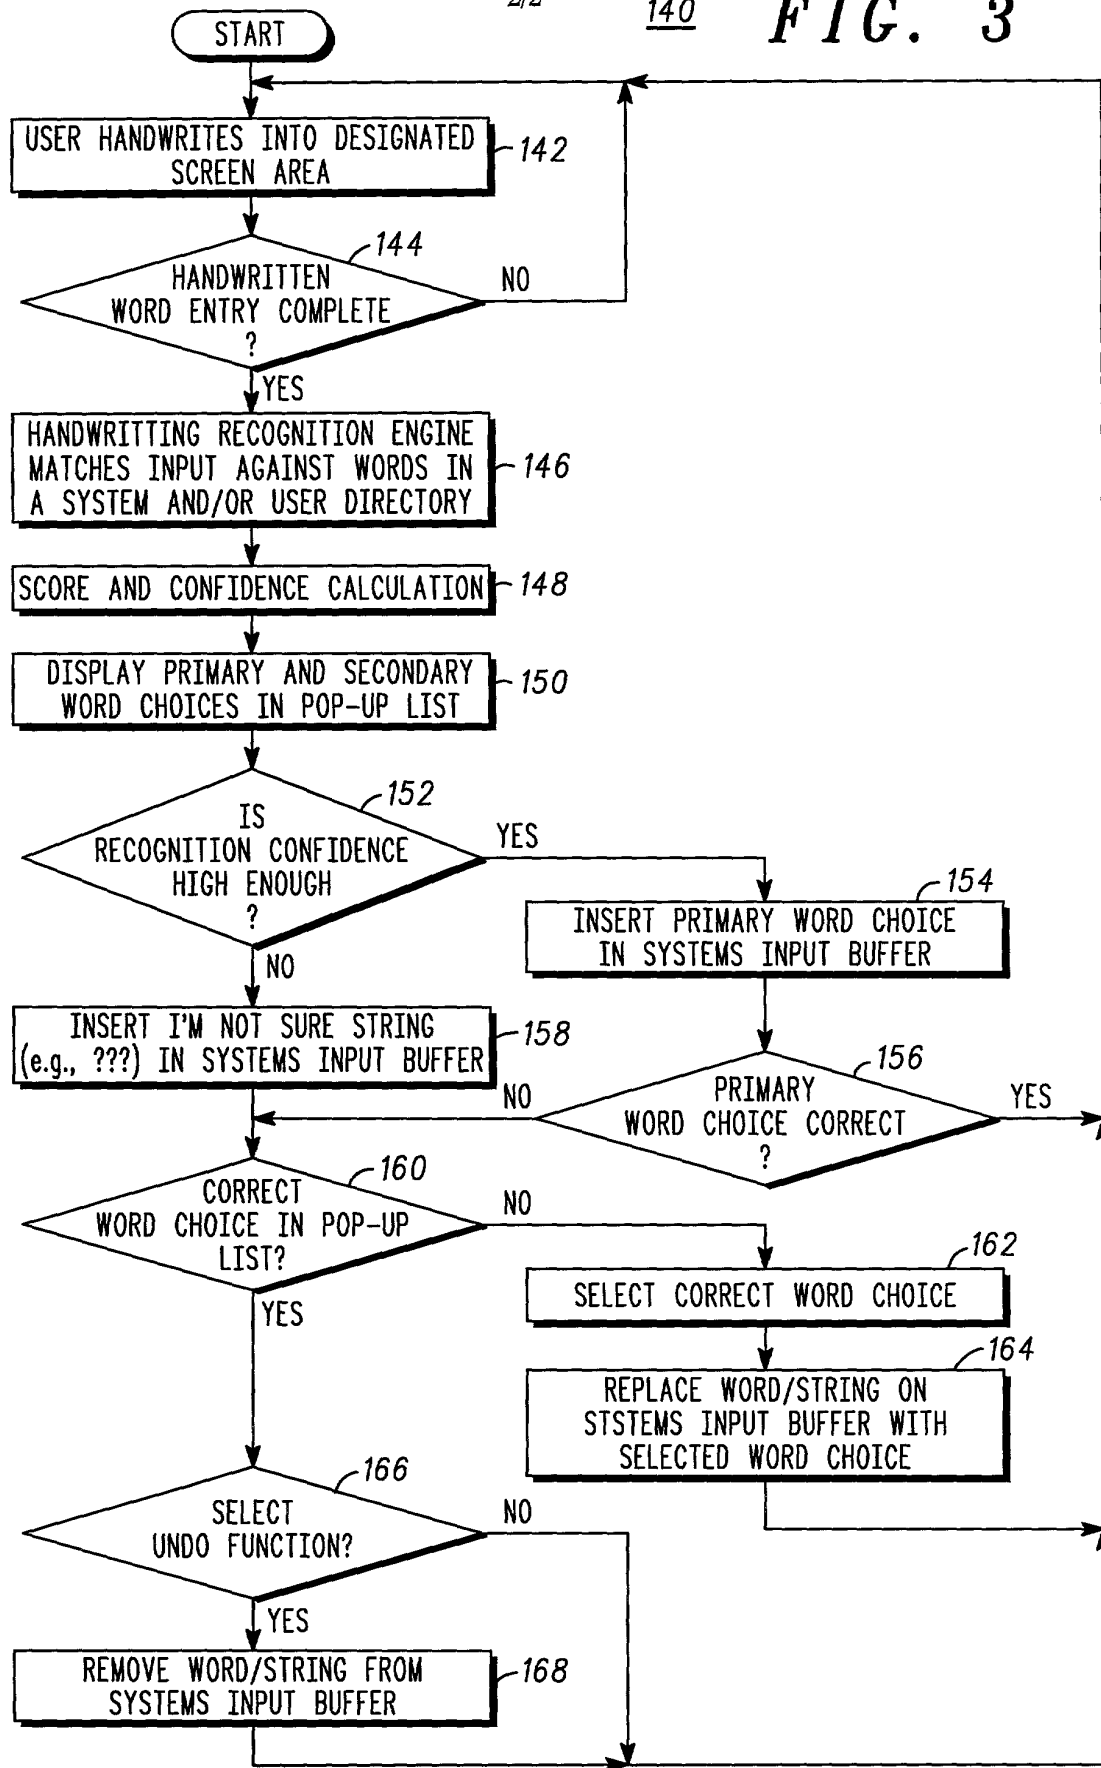 2/2
140 FIG. 3
START
USER HANDWRITES INTO DESIGNATED
SCREEN AREA
142
144
HANDWRITTEN
WORD ENTRY COMPLETE
?
NO
YES
HANDWRITTING RECOGNITION ENGINE
MATCHES INPUT AGAINST WORDS IN
A SYSTEM AND/OR USER DIRECTORY
146
SCORE AND CONFIDENCE CALCULATION
148
DISPLAY PRIMARY AND SECONDARY
WORD CHOICES IN POP-UP LIST
150
152
IS
RECOGNITION CONFIDENCE
HIGH ENOUGH
?
YES
NO
154
INSERT PRIMARY WORD CHOICE
IN SYSTEMS INPUT BUFFER
INSERT I'M NOT SURE STRING
(e.g., ???) IN SYSTEMS INPUT BUFFER
158
156
PRIMARY
WORD CHOICE CORRECT
?
NO
YES
160
CORRECT
WORD CHOICE IN POP-UP
LIST?
NO
YES
162
SELECT CORRECT WORD CHOICE
164
REPLACE WORD/STRING ON
STSTEMS INPUT BUFFER WITH
SELECTED WORD CHOICE
166
SELECT
UNDO FUNCTION?
NO
YES
REMOVE WORD/STRING FROM
SYSTEMS INPUT BUFFER
168